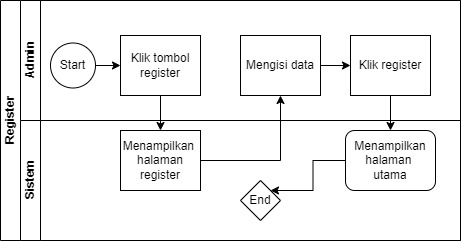 Register
Admin
Start
Klik tombol
register
Mengisi data
Klik register
Sistem
Menampilkan
halaman
register
End
Menampilkan
halaman
utama